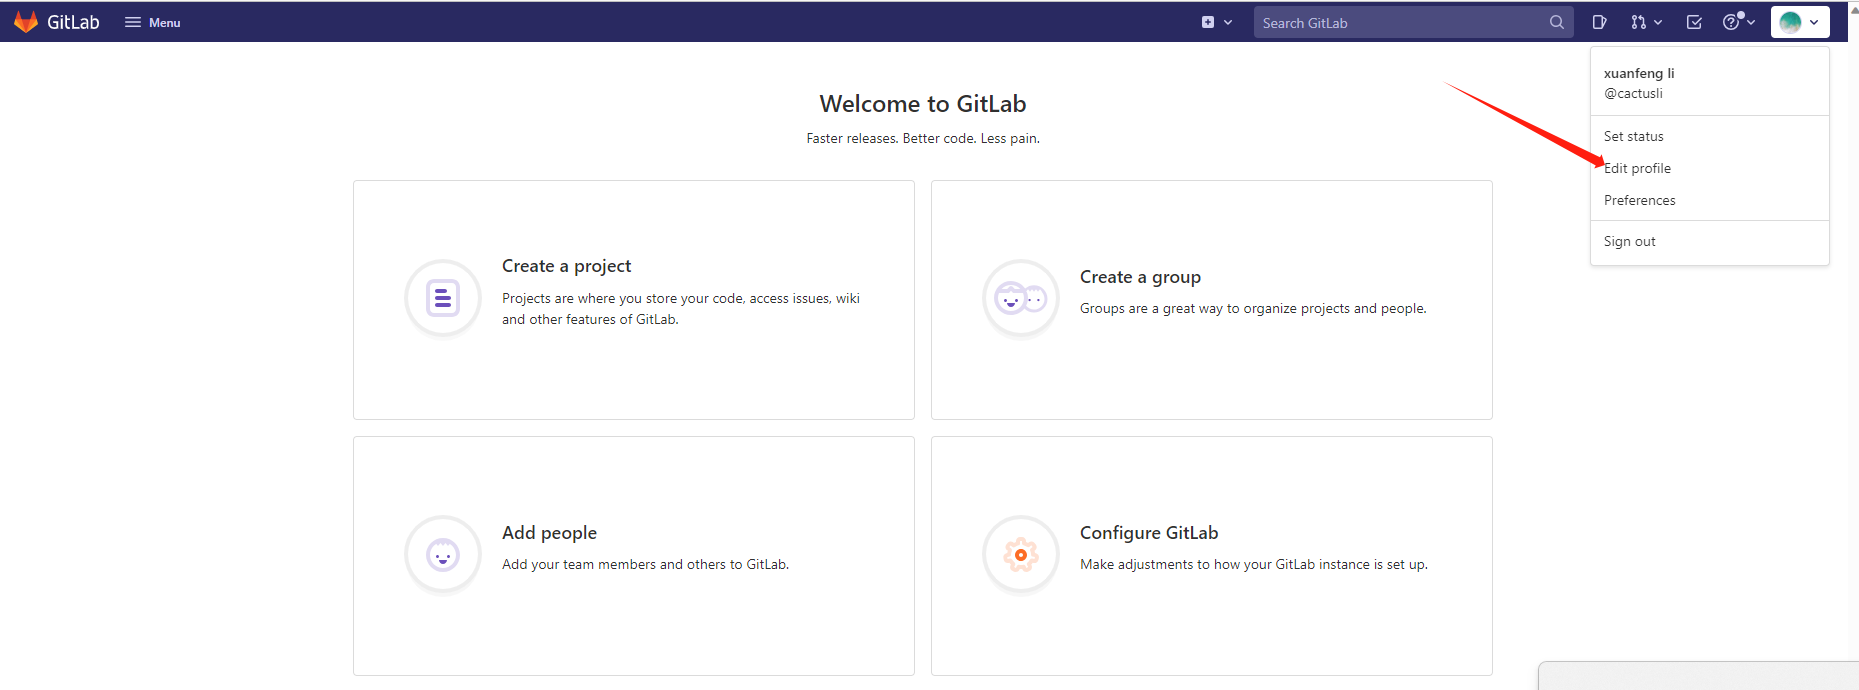 GitLab
Menu
Search GitLab
xuanfeng li
@cactusli
Set status
Edit profile
Preferences
Sign out
Welcome to GitLab
Faster releases. Better code. Less pain.
Create a project
Projects are where you store your code, access issues, wiki
and other features of GitLab.
Create a group
Groups are a great way to organize projects and people.
Add people
Add your team members and others to GitLab.
Configure GitLab
Make adjustments to how your GitLab instance is set up.